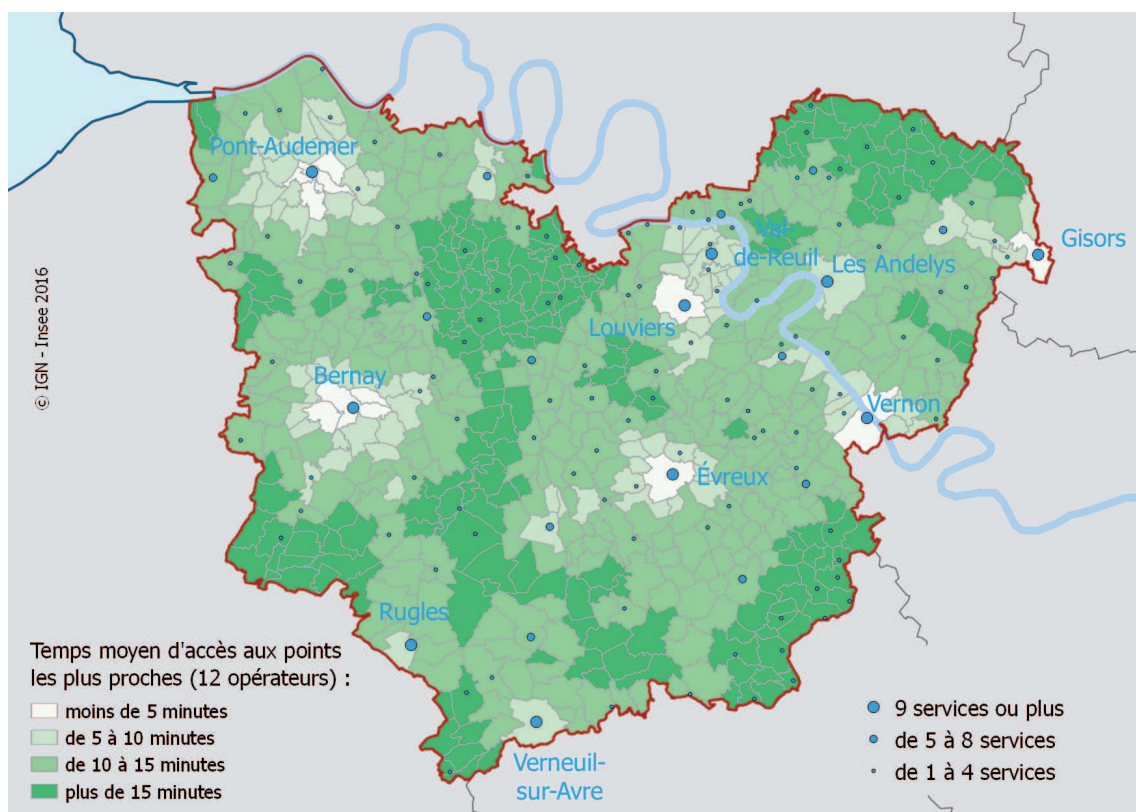 Pont-Audemer
Val-
de-Reuil
Gisors
Les Andelys
Louviers
Bernay
Vernon
Évreux
Rugles
Verneuil-
sur-Avre
© IGN - Insee 2016
Temps moyen d'accès aux points
les plus proches (12 opérateurs) :
moins de 5 minutes
de 5 à 10 minutes
de 10 à 15 minutes
plus de 15 minutes
9 services ou plus
de 5 à 8 services
de 1 à 4 services